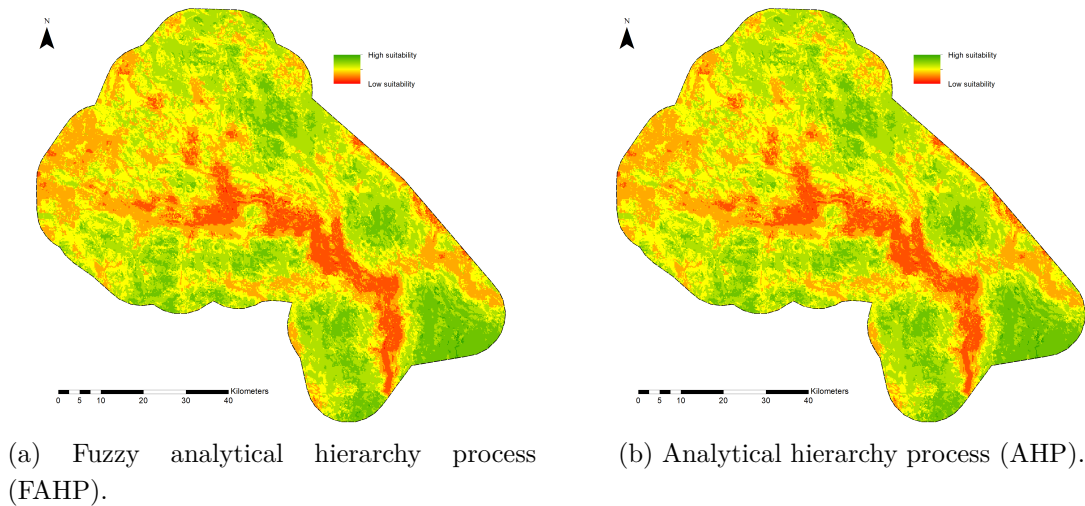 N
High suitability
Low suitability
Kilometers
0 5 10 20 30 40
(a) Fuzzy analytical hierarchy process
(FAHP).
N
High suitability
Low suitability
Kilometers
0 5 10 20 30 40
(b) Analytical hierarchy process (AHP).